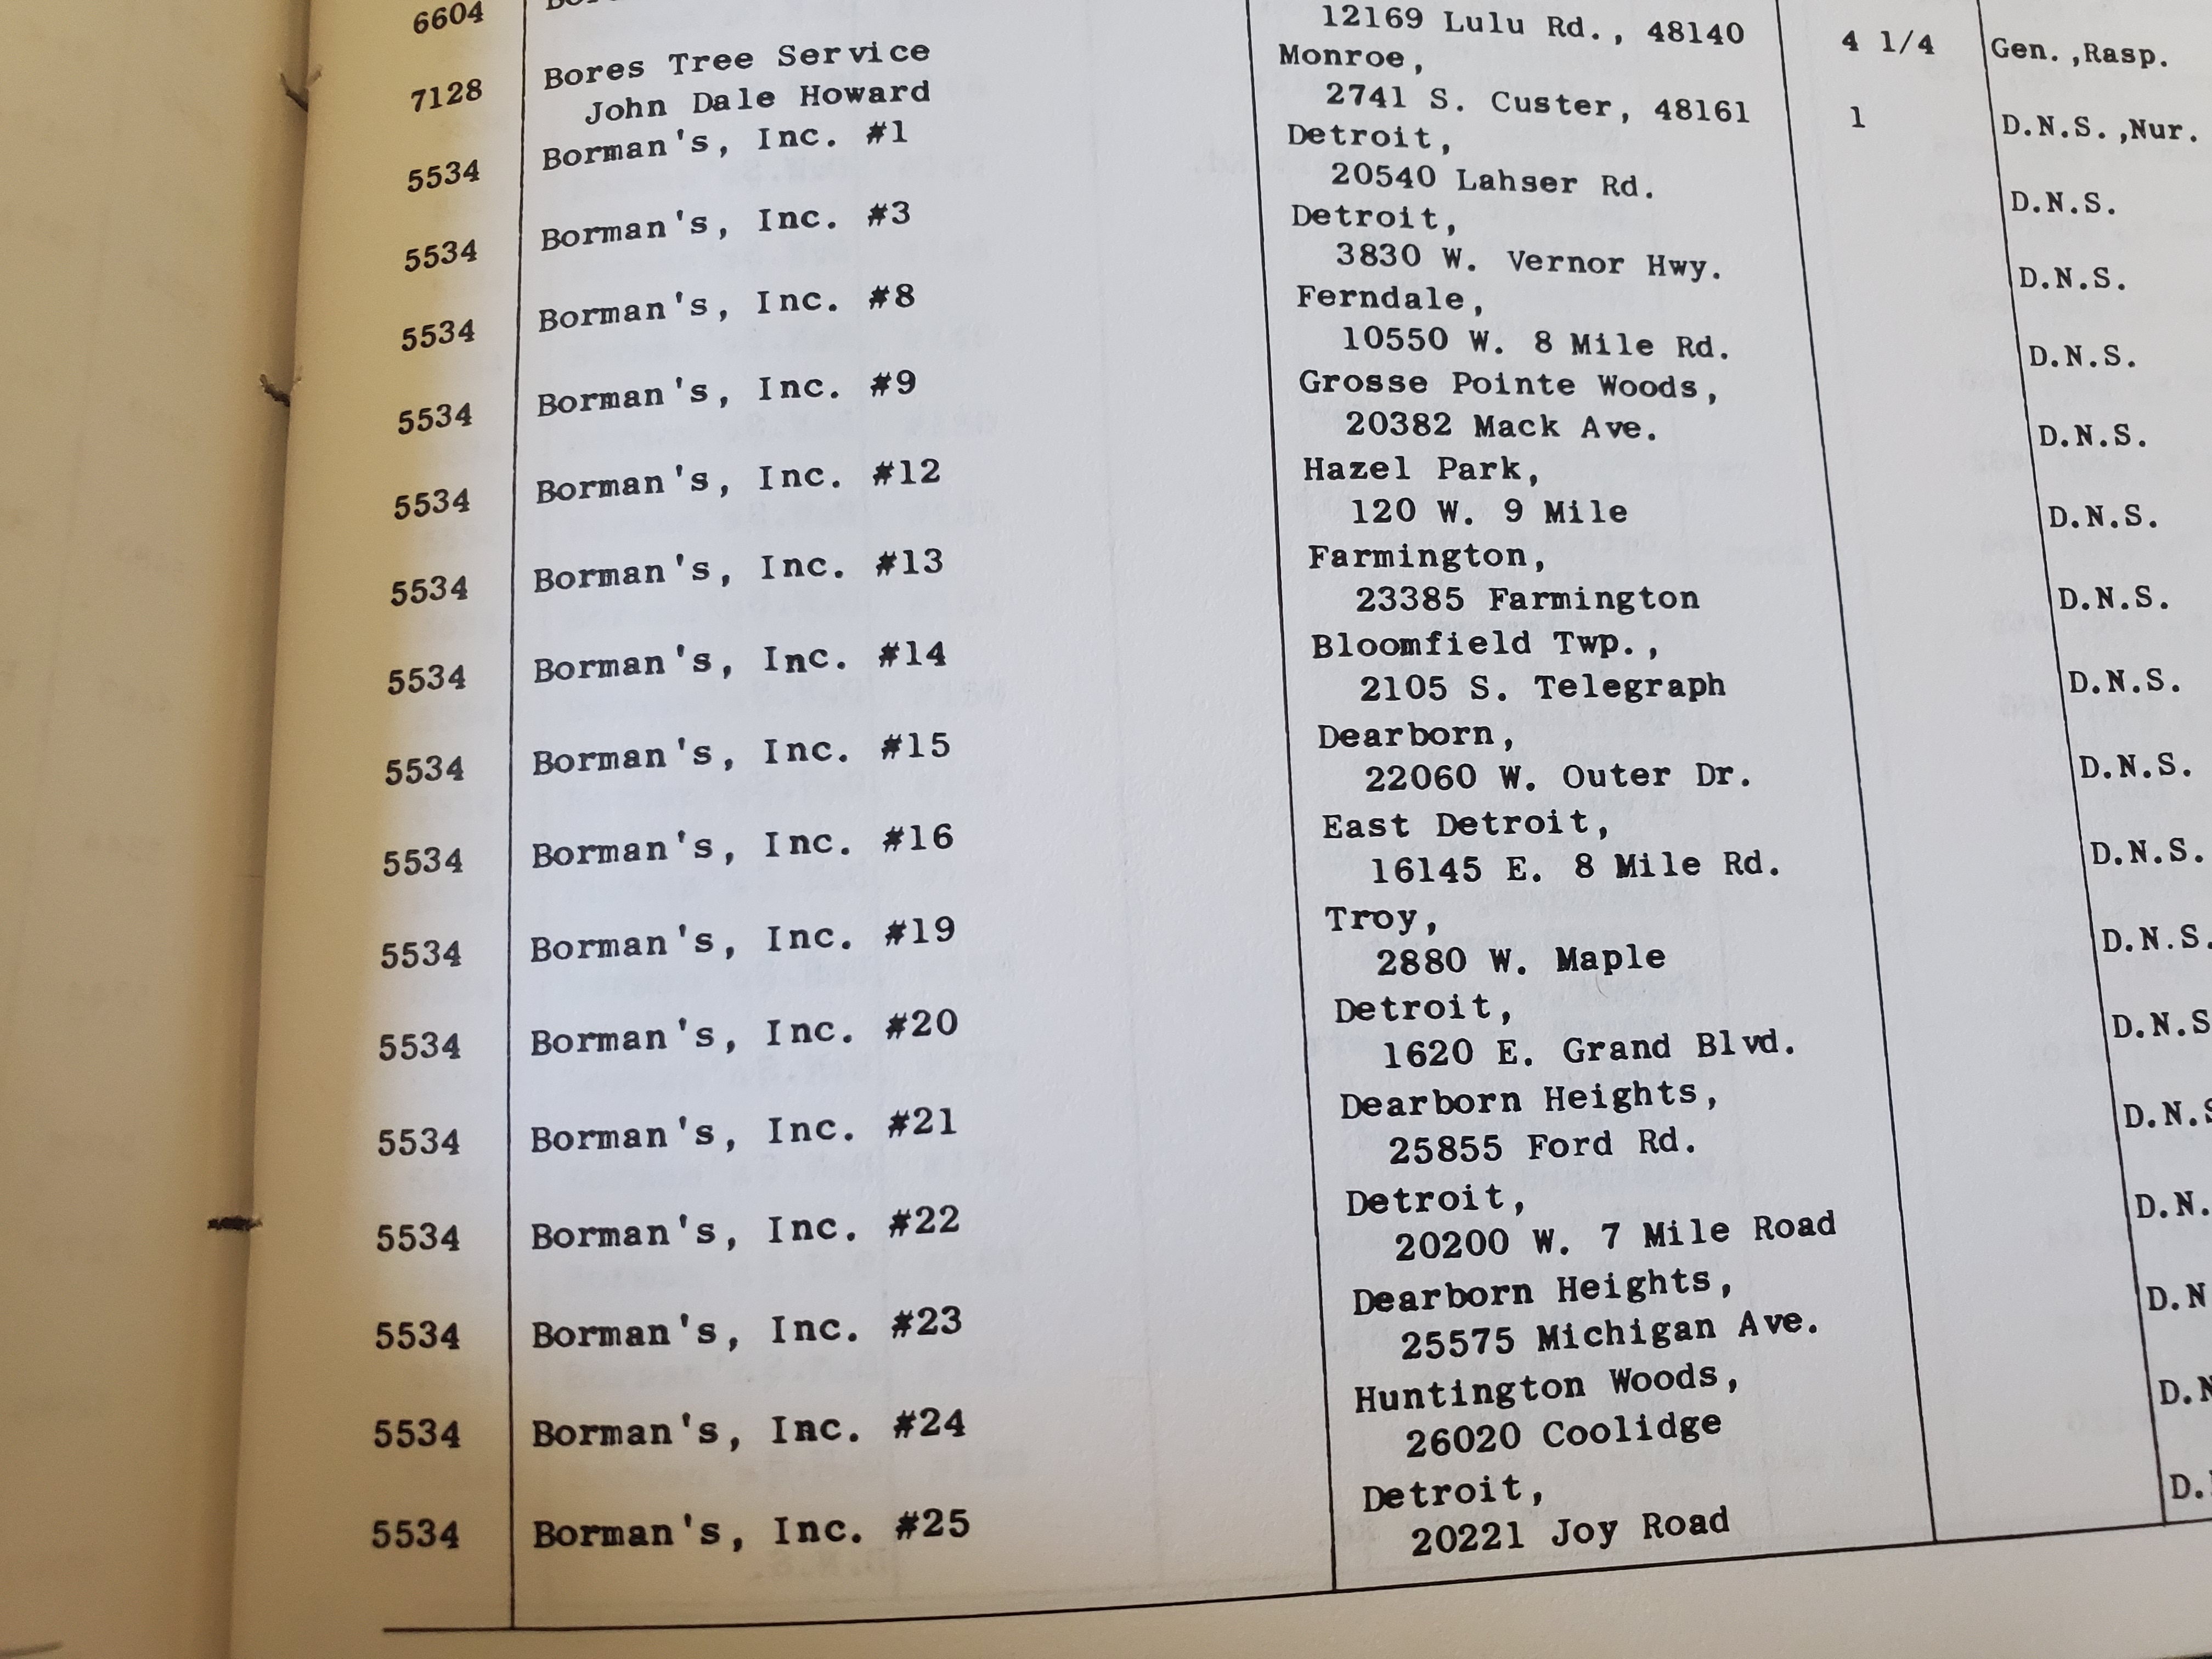 6604 12169 Lulu Rd., 48140 4 1/4 Gen.,Rasp.
7128 Bores Tree Service Monroe,
John Dale Howard 2741 S. Custer, 48161 1 D.N.S.,Nur.
5534 Borman's, Inc. #1 Detroit,
20540 Lahser Rd. D.N.S.
5534 Borman's, Inc. #3 Detroit,
3830 W. Vernor Hwy. D.N.S.
5534 Borman's, Inc. #8 Ferndale,
10550 W. 8 Mile Rd. D.N.S.
5534 Borman's, Inc. #9 Grosse Pointe Woods,
20382 Mack Ave. D.N.S.
5534 Borman's, Inc. #12 Hazel Park,
120 W. 9 Mile D.N.S.
5534 Borman's, Inc. #13 Farmington,
23385 Farmington D.N.S.
5534 Borman's, Inc. #14 Bloomfield Twp.,
2105 S. Telegraph D.N.S.
5534 Borman's, Inc. #15 Dearborn,
22060 W. Outer Dr. D.N.S.
5534 Borman's, Inc. #16 East Detroit,
16145 E. 8 Mile Rd. D.N.S.
5534 Borman's, Inc. #19 Troy,
2880 W. Maple D.N.S.
5534 Borman's, Inc. #20 Detroit,
1620 E. Grand Blvd. D.N.S
5534 Borman's, Inc. #21 Dearborn Heights,
25855 Ford Rd. D.N.S
5534 Borman's, Inc. #22 Detroit,
20200 W. 7 Mile Road D.N.
5534 Borman's, Inc. #23 Dearborn Heights,
25575 Michigan Ave. D.N
5534 Borman's, Inc. #24 Huntington Woods,
26020 Coolidge D.N
5534 Borman's, Inc. #25 Detroit,
20221 Joy Road D.